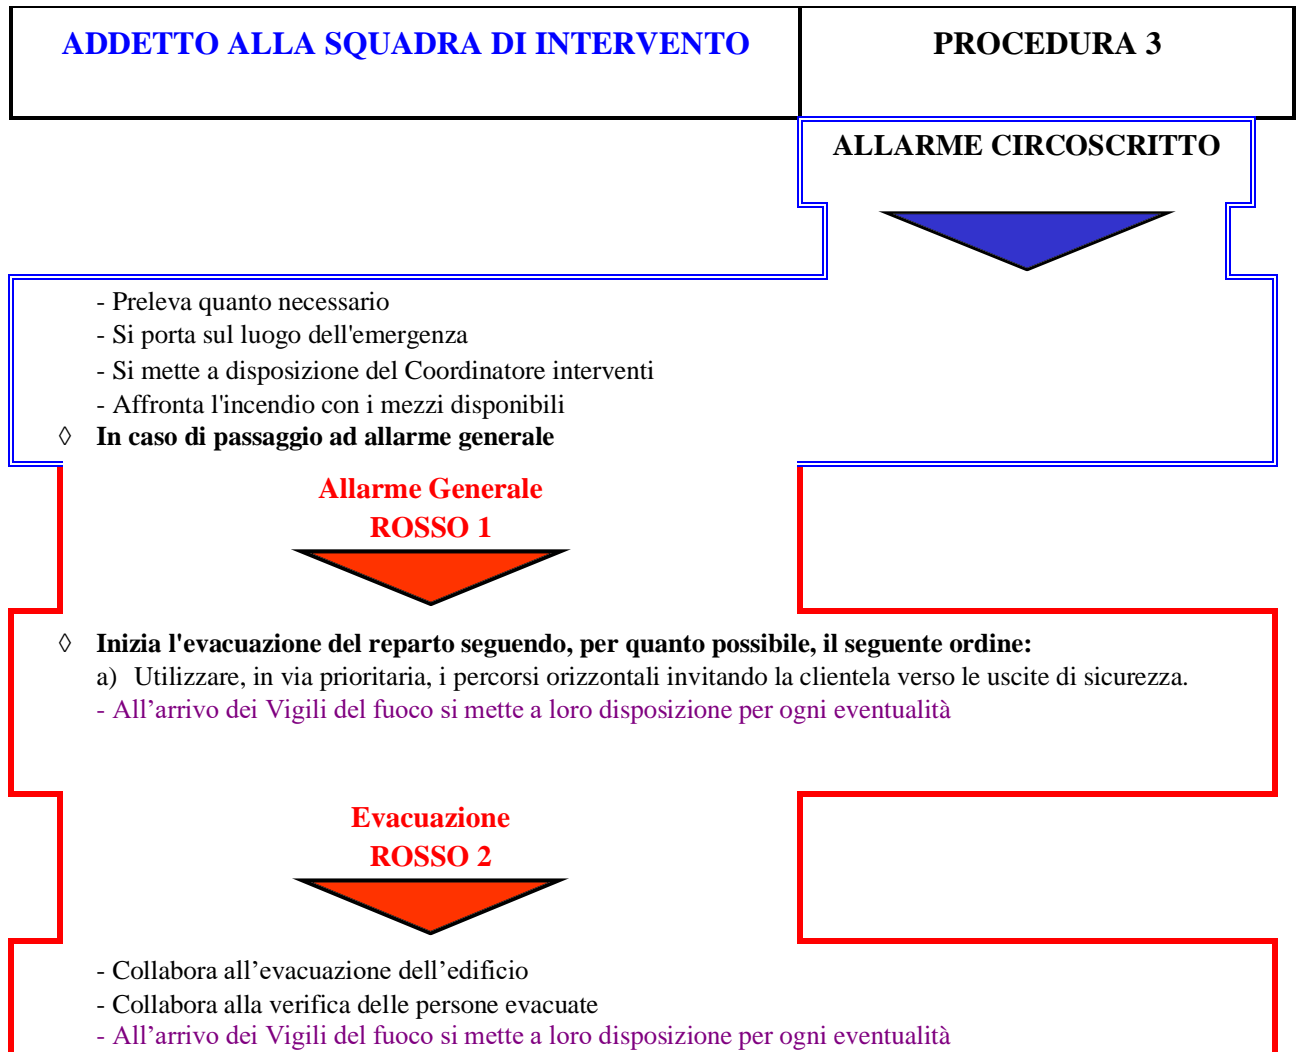 ADDETTO ALLA SQUADRA DI INTERVENTO
PROCEDURA 3
ALLARME CIRCOSCRITTO
- Preleva quanto necessario
- Si porta sul luogo dell'emergenza
- Si mette a disposizione del Coordinatore interventi
- Affronta l'incendio con i mezzi disponibili
◊ In caso di passaggio ad allarme generale
Allarme Generale
ROSSO 1
◊ Inizia l'evacuazione del reparto seguendo, per quanto possibile, il seguente ordine:
a) Utilizzare, in via prioritaria, i percorsi orizzontali invitando la clientela verso le uscite di sicurezza.
- All’arrivo dei Vigili del fuoco si mette a loro disposizione per ogni eventualità
Evacuazione
ROSSO 2
- Collabora all’evacuazione dell’edificio
- Collabora alla verifica delle persone evacuate
- All’arrivo dei Vigili del fuoco si mette a loro disposizione per ogni eventualità